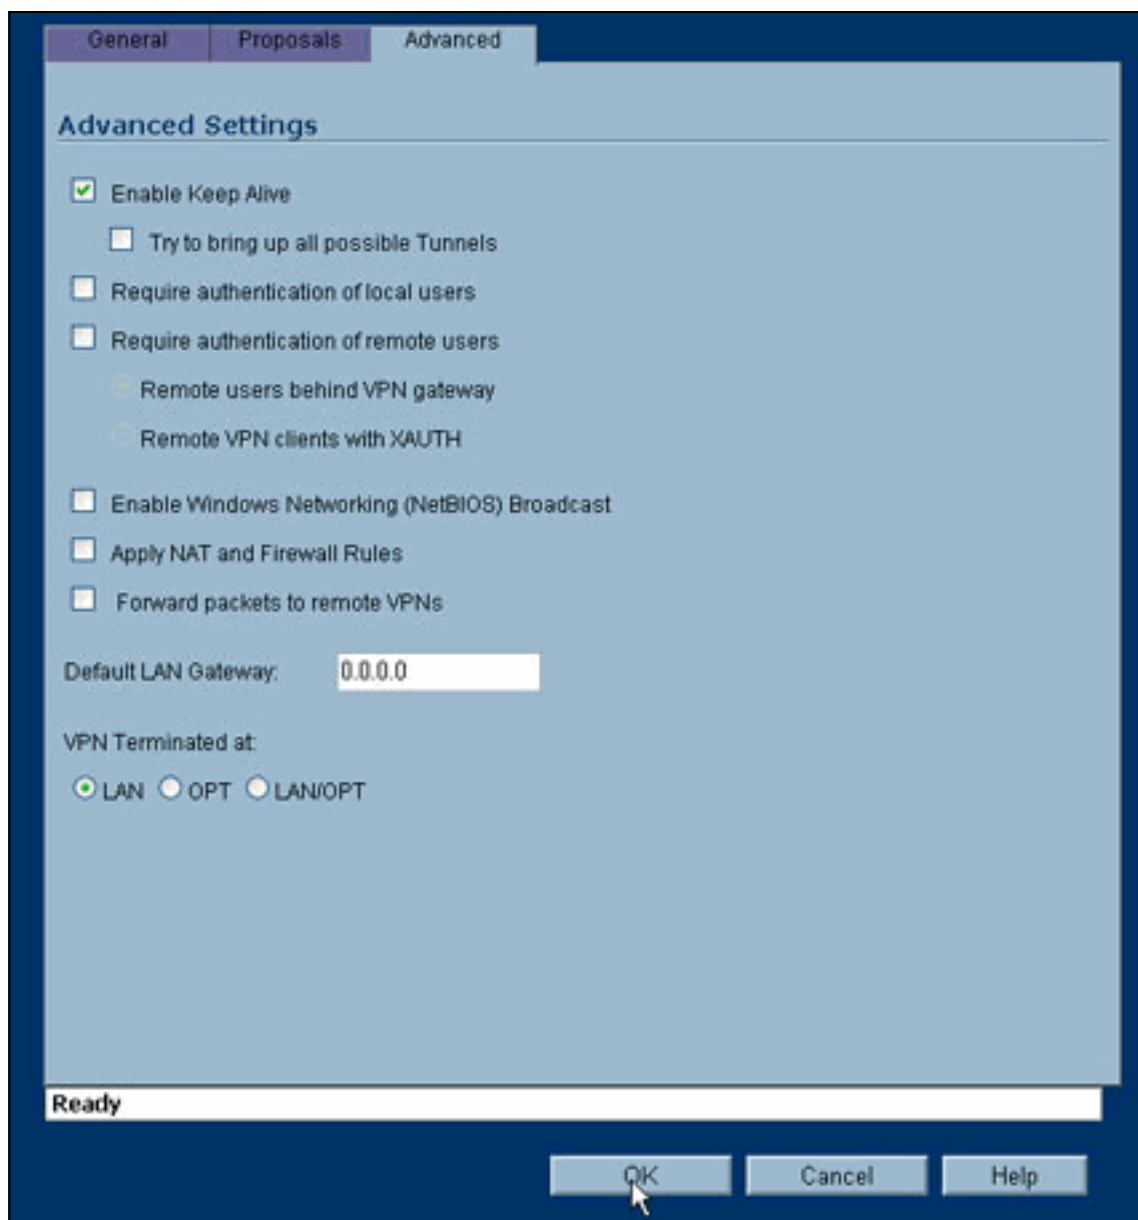 General Proposals Advanced
Advanced Settings
Enable Keep Alive
Try to bring up all possible Tunnels
Require authentication of local users
Require authentication of remote users
Remote users behind VPN gateway
Remote VPN clients with XAUTH
Enable Windows Networking (NetBIOS) Broadcast
Apply NAT and Firewall Rules
Forward packets to remote VPNs
Default LAN Gateway: 0.0.0.0
VPN Terminated at:
LAN OPT LAN/OPT
Ready
OK Cancel Help